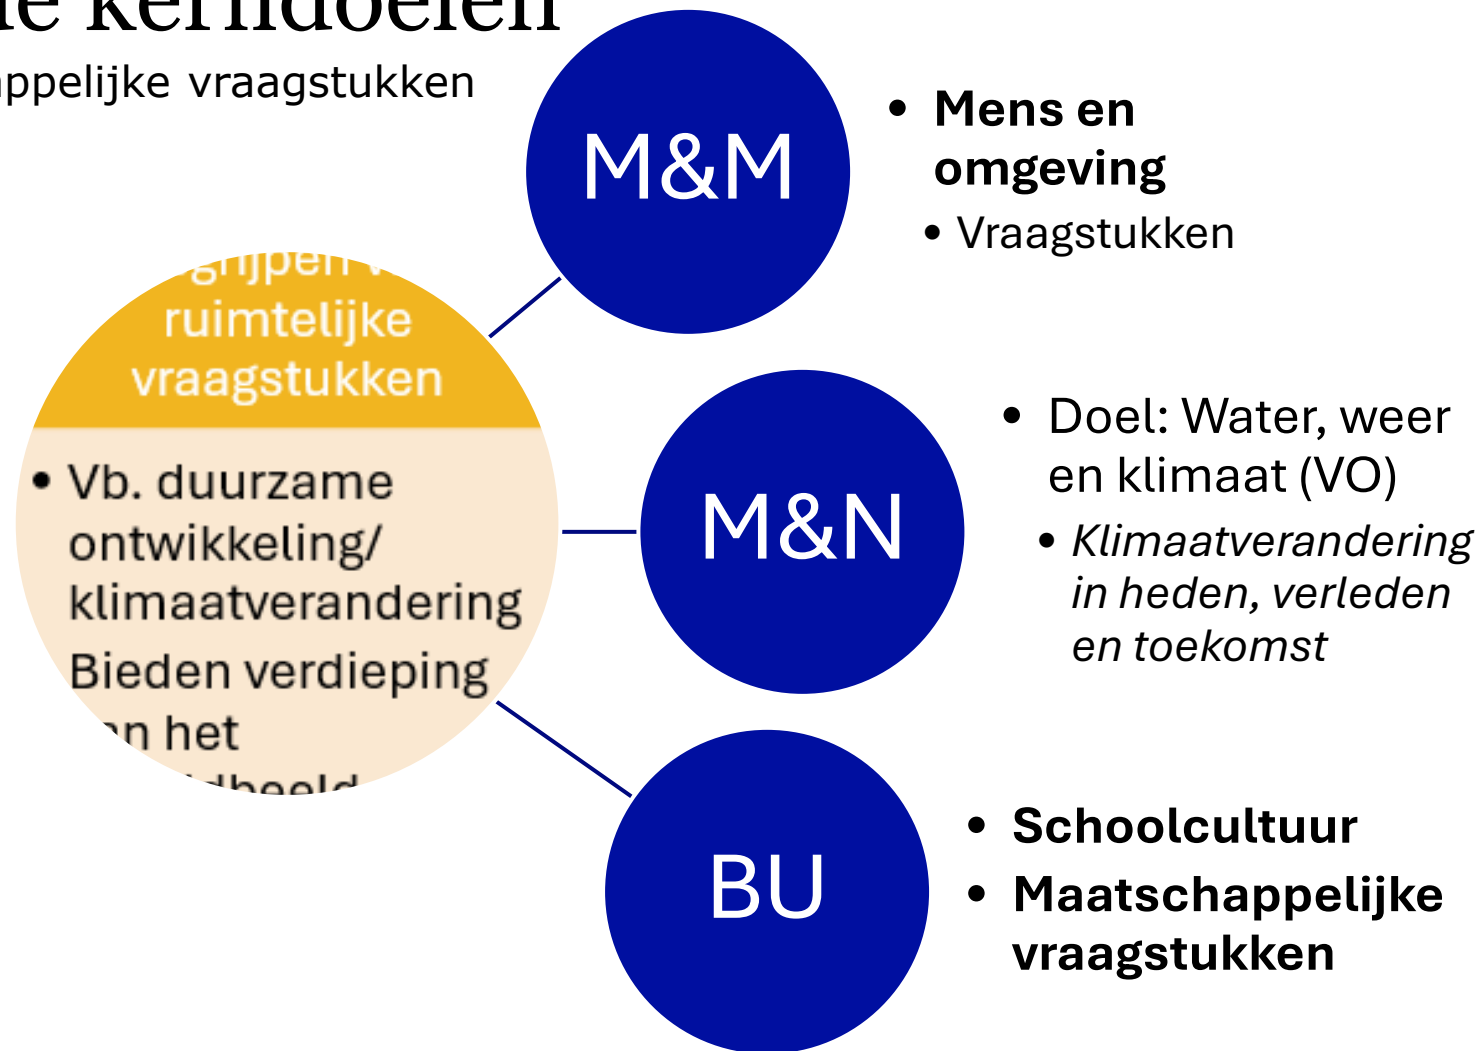 kerndoelen
vraagstukken
M&M
• Mens en
omgeving
• Vraagstukken
ruimtelijke
vraagstukken
• Vb. duurzame
ontwikkeling/
klimaatverandering
Bieden verdieping
het
M&N
• Doel: Water, weer
en klimaat (VO)
• Klimaatverandering
in heden, verleden
en toekomst
BU
• Schoolcultuur
• Maatschappelijke
vraagstukken